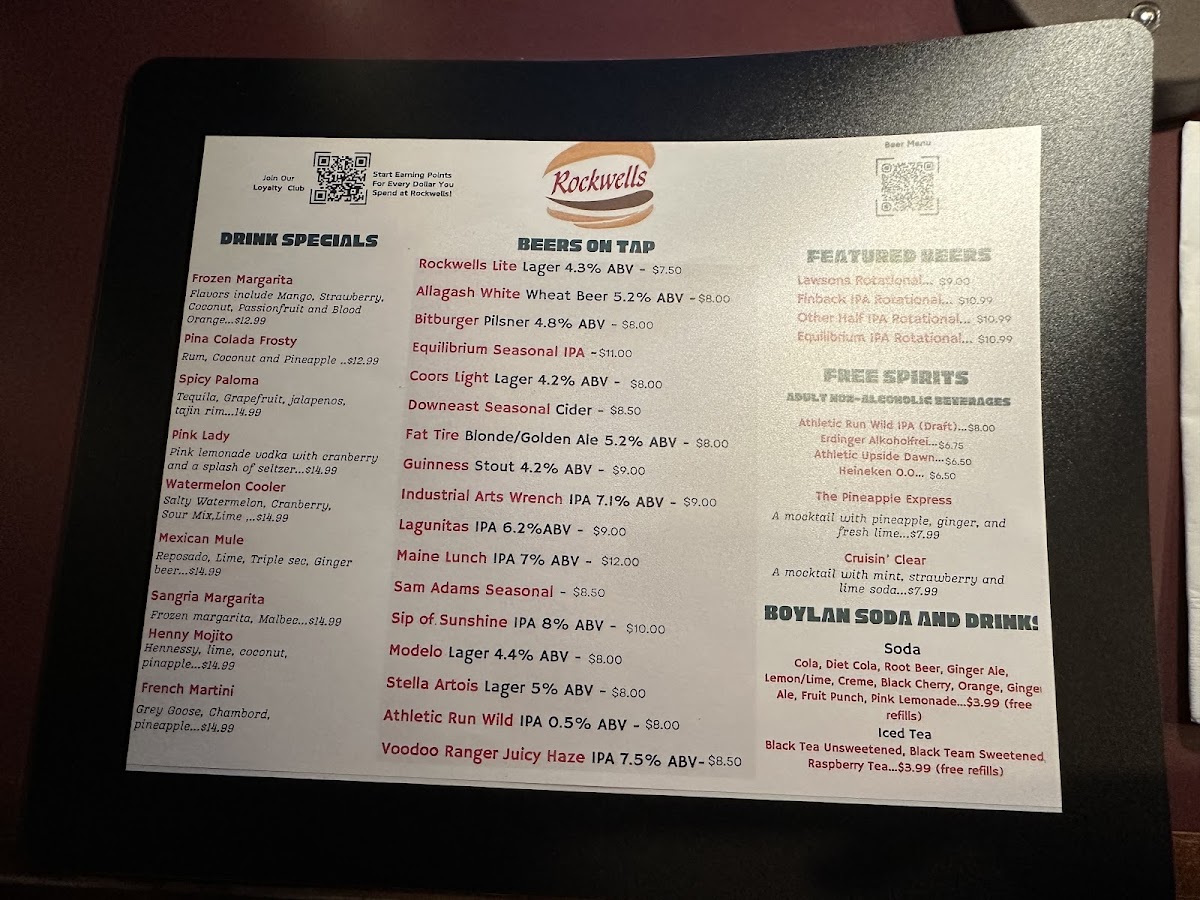 Join Our
Loyalty Club
Start Earning Points
For Every Dollar You
Spend at Rockwells!
Rockwells
Beer Menu
DRINK SPECIALS
Frozen Margarita
Flavors include Mango, Strawberry,
Coconut, Passionfruit and Blood
Orange...$12.99
Pina Colada Frosty
Rum, Coconut and Pineapple ..$12.99
Spicy Paloma
Tequila, Grapefruit, jalapenos,
tajin rim...14.99
Pink Lady
Pink lemonade vodka with cranberry
and a splash of seltzer...$14.99
Watermelon Cooler
Salty Watermelon, Cranberry,
Sour Mix,Lime ,..$14.99
Mexican Mule
Reposado, Lime, Triple sec, Ginger
beer...$14.99
Sangria Margarita
Frozen margarita, Malbec...$14.99
Henny Mojito
Hennessy, lime, coconut,
pinapple...$14.99
French Martini
Grey Goose, Chambord,
pineapple...$14.99
BEERS ON TAP
Rockwells Lite Lager 4.3% ABV - $7.50
Allagash White Wheat Beer 5.2% ABV -$8.00
Bitburger Pilsner 4.8% ABV - $8.00
Equilibrium Seasonal IPA -$11.00
Coors Light Lager 4.2% ABV - $8.00
Downeast Seasonal Cider - $8.50
Fat Tire Blonde/Golden Ale 5.2% ABV - $8.00
Guinness Stout 4.2% ABV - $9.00
Industrial Arts Wrench IPA 7.1% ABV - $9.00
Lagunitas IPA 6.2%ABV - $9.00
Maine Lunch IPA 7% ABV - $12.00
Sam Adams Seasonal - $8.50
Sip of Sunshine IPA 8% ABV - $10.00
Modelo Lager 4.4% ABV - $8.00
Stella Artois Lager 5% ABV - $8.00
Athletic Run Wild IPA 0.5% ABV - $8.00
Voodoo Ranger Juicy Haze IPA 7.5% ABV- $8.50
FEATURED BEERS
Lawsons Rotational... $9.00
Finback IPA Rotational... $10.99
Other Half IPA Rotational... $10.99
Equilibrium IPA Rotational... $10.99
FREE SPIRITS
ADULT NON-ALCOHOLIC BEVERAGES
Athletic Run Wild IPA (Draft)...$8.00
Erdinger Alkoholfrei...$6.75
Athletic Upside Dawn...$6.50
Heineken 0.0... $6.50
The Pineapple Express
A mocktail with pineapple, ginger, and
fresh lime...$7.99
Cruisin' Clear
A mocktail with mint, strawberry and
lime soda...$7.99
BOYLAN SODA AND DRINKS
Soda
Cola, Diet Cola, Root Beer, Ginger Ale,
Lemon/Lime, Creme, Black Cherry, Orange, Ginger
Ale, Fruit Punch, Pink Lemonade...$3.99 (free
refills)
Iced Tea
Black Tea Unsweetened, Black Team Sweetened,
Raspberry Tea...$3.99 (free refills)